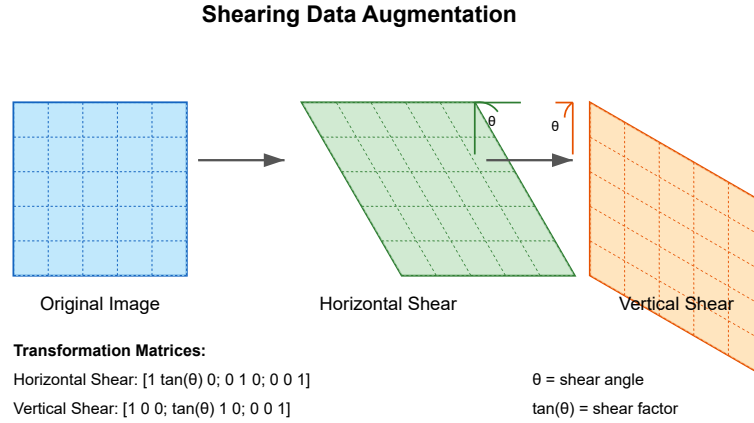 Shearing Data Augmentation
θ
θ
Original Image
Horizontal Shear
Vertical Shear
Transformation Matrices:
Horizontal Shear: [1 tan(θ) 0; 0 1 0; 0 0 1]
θ = shear angle
Vertical Shear: [1 0 0; tan(θ) 1 0; 0 0 1]
tan(θ) = shear factor